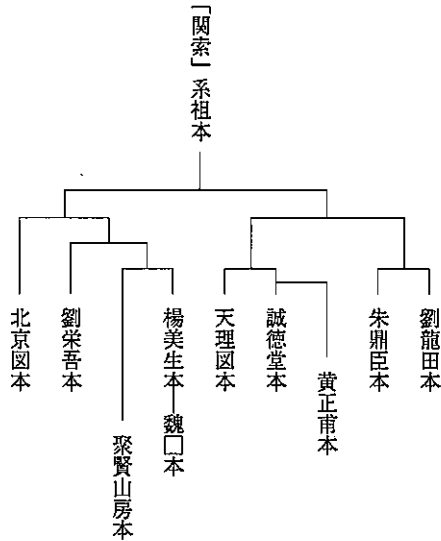 「関索」系祖本
劉龍田本
朱鼎臣本
黄正甫本
誠徳堂本
天理図本
楊美生本
魏□本
聚賢山房本
劉栄吾本
北京図本